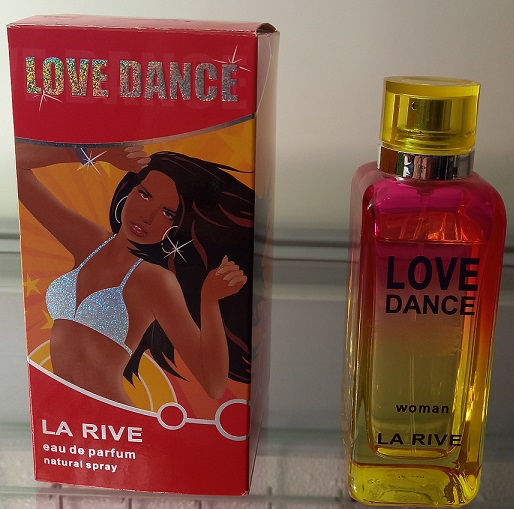 LOVE DANCE
LA RIVE
eau de parfum
natural spray
LOVE
DANCE
woman
LA RIVE